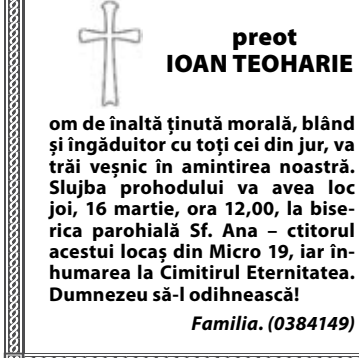 preot
IOAN TEOHARIE
om de înaltă ținută morală, blând
și îngăduitor cu toți cei din jur, va
trăi veșnic în amintirea noastră.
Slujba prohodului va avea loc
joi, 16 martie, ora 12,00, la bise-
rica parohială Sf. Ana – ctitorul
acestui locaș din Micro 19, iar în-
humarea la Cimitirul Eternitatea.
Dumnezeu să-l odihnească!
Familia. (0384149)